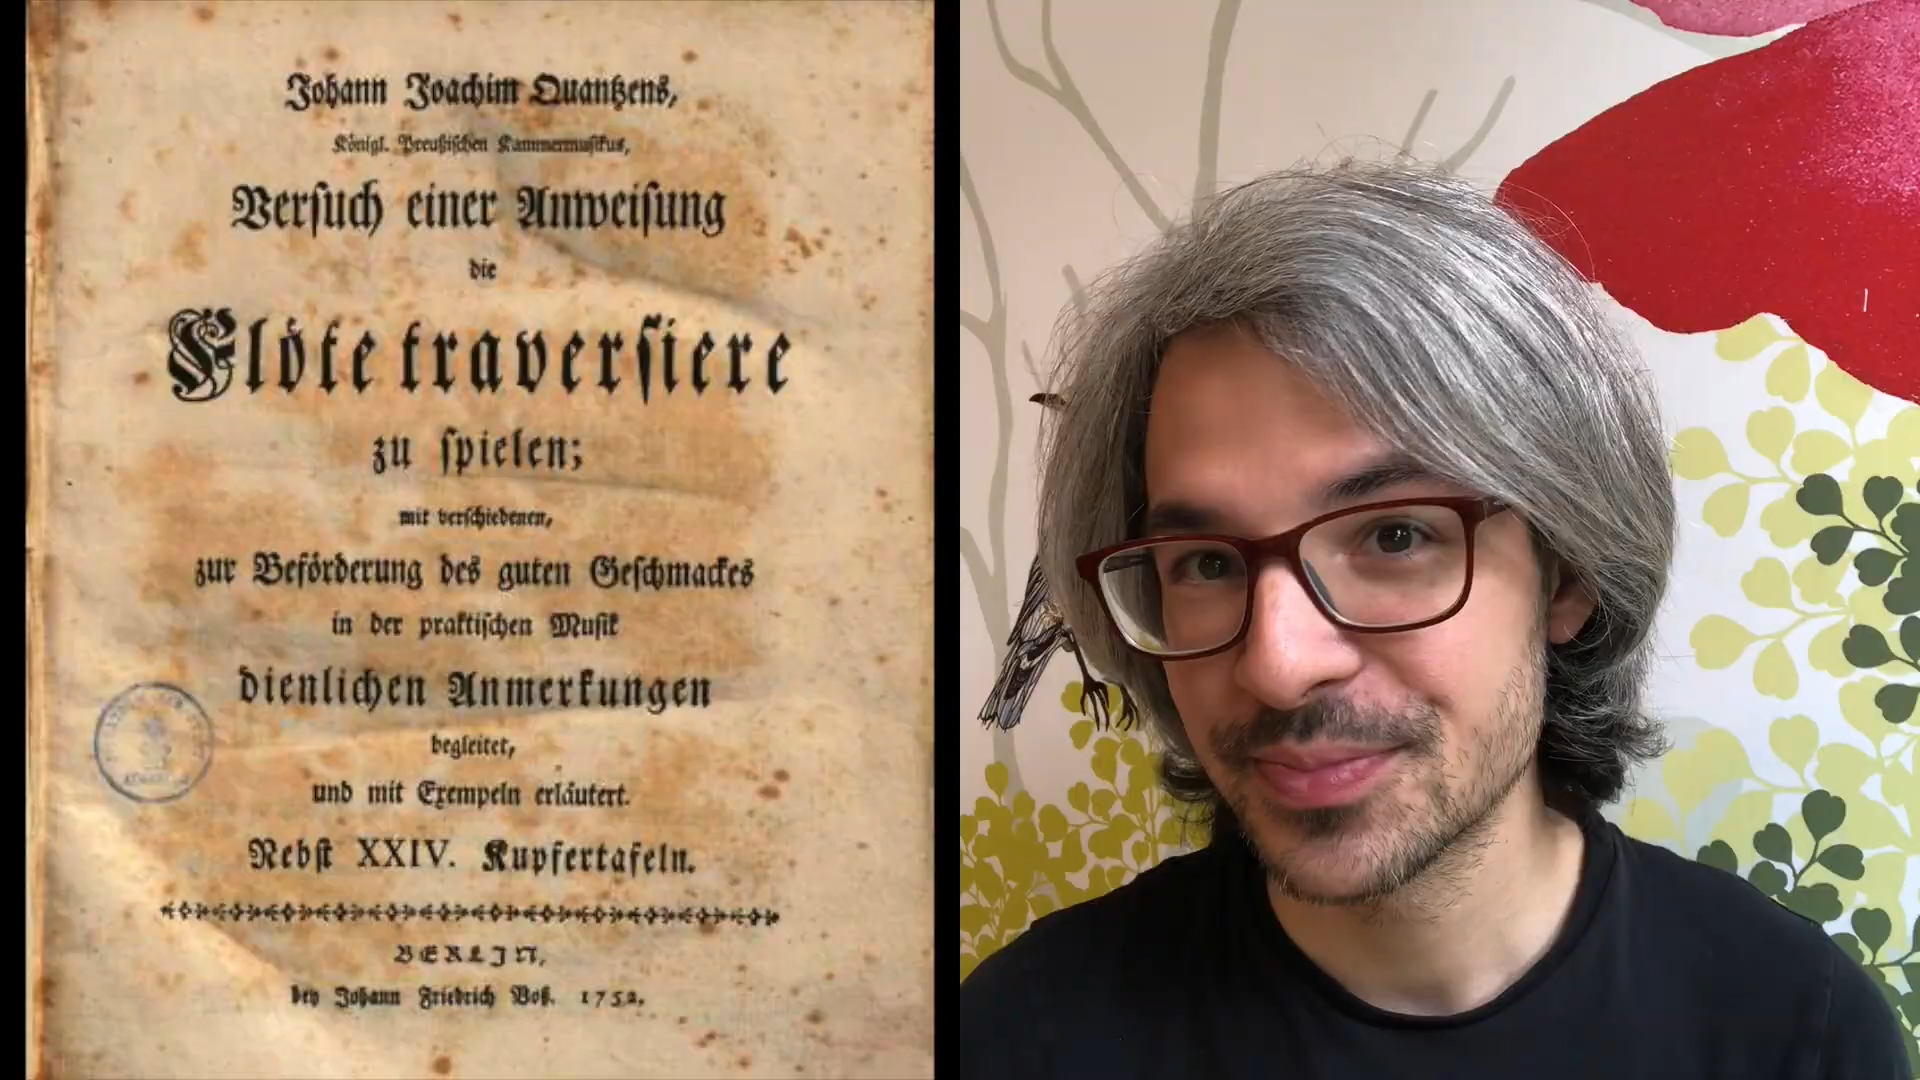 Johann Joachim Quantzens,
Königl. Preußischen Kammermusikus,
Versuch einer Anweisung
die
Flöte traversiere
zu spielen;
mit verschiedenen,
zur Beförderung des guten Geschmackes
in der praktischen Musik
dienlichen Anmerkungen
begleitet,
und mit Exempeln erläutert.
Nebst XXIV. Kupfertafeln.
BERLIN,
bey Johann Friedrich Voß. 1752.